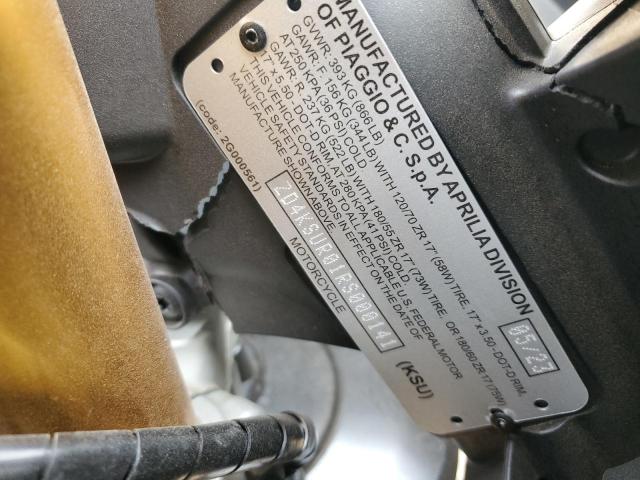 MANUFACTURED BY APRILIA DIVISION
OF PIAGGIO & C. S.p.A.
05/23
GVWR: 393 KG (866 LB)
GAWR: F. 156 KG (344 LB) WITH 120/70 ZR 17 (58W) TIRE, 17" x 3.50 - DOT-D RIM,
AT 250 KPA (36 PSI) COLD
GAWR: R. 237 KG (522 LB) WITH 180/55 ZR 17 (73W) TIRE, OR 180/60 ZR 17 (75W)
17" X 5.50 DOT-D RIM, AT 280 KPA (41 PSI) COLD
THIS VEHICLE CONFORMS TO ALL APPLICABLE U.S. FEDERAL MOTOR
VEHICLE SAFETY STANDARDS IN EFFECT ON THE DATE OF
MANUFACTURE SHOWN ABOVE.
ZD4KSUR01RS000141
(KSU)
MOTORCYCLE
(code: 2G000561)